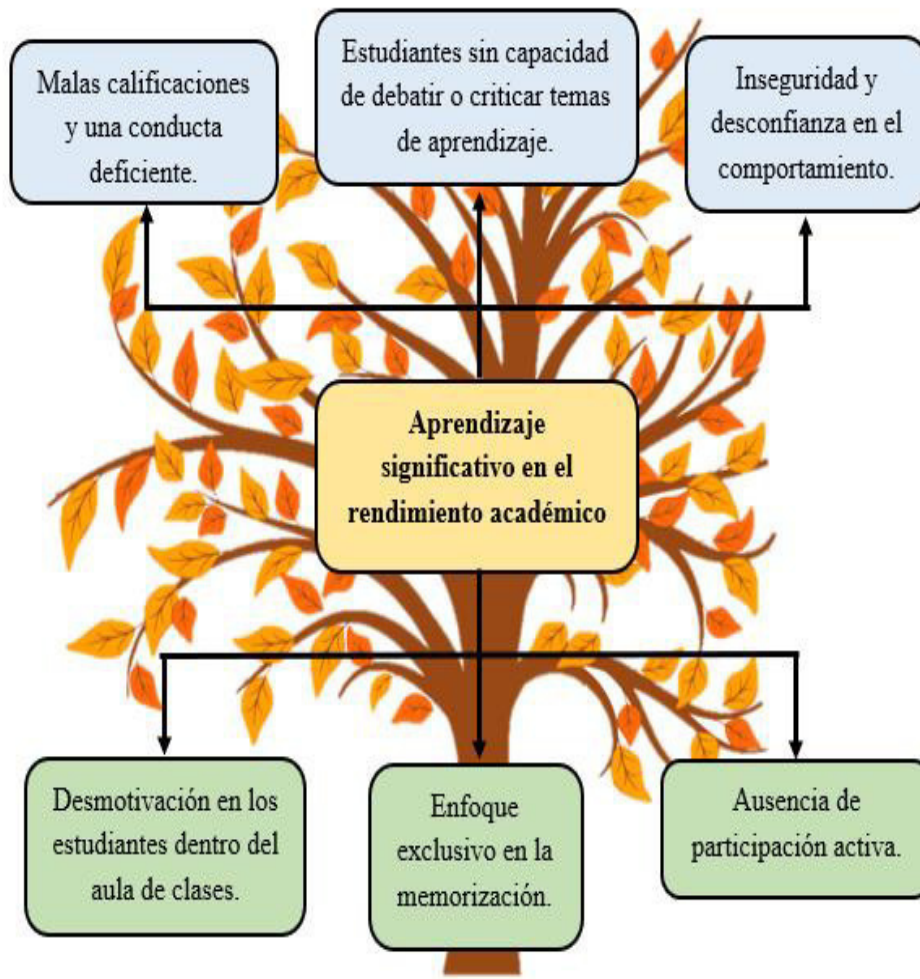 Malas calificaciones
y una conducta
deficiente.
Estudiantes sin capacidad
de debatir o criticar temas
de aprendizaje.
Inseguridad y
desconfianza en el
comportamiento.
Aprendizaje
significativo en el
rendimiento académico
Desmotivación en los
estudiantes dentro del
aula de clases.
Enfoque
exclusivo en la
memorización.
Ausencia de
participación activa.